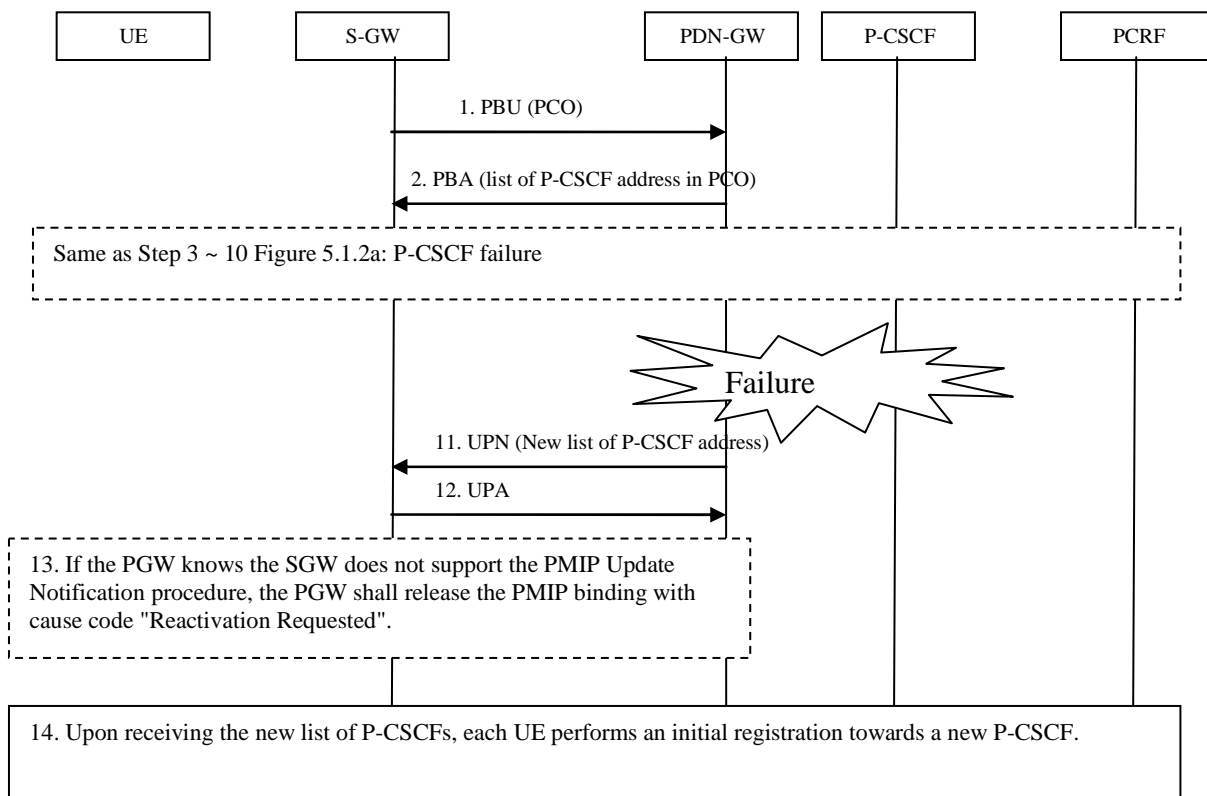 UE
S-GW
PDN-GW
P-CSCF
PCRF
1. PBU (PCO)
2. PBA (list of P-CSCF address in PCO)
Same as Step 3 ~ 10 Figure 5.1.2a: P-CSCF failure
Failure
11. UPN (New list of P-CSCF address)
12. UPA
13. If the PGW knows the SGW does not support the PMIP Update
Notification procedure, the PGW shall release the PMIP binding with
cause code "Reactivation Requested".
14. Upon receiving the new list of P-CSCFs, each UE performs an initial registration towards a new P-CSCF.